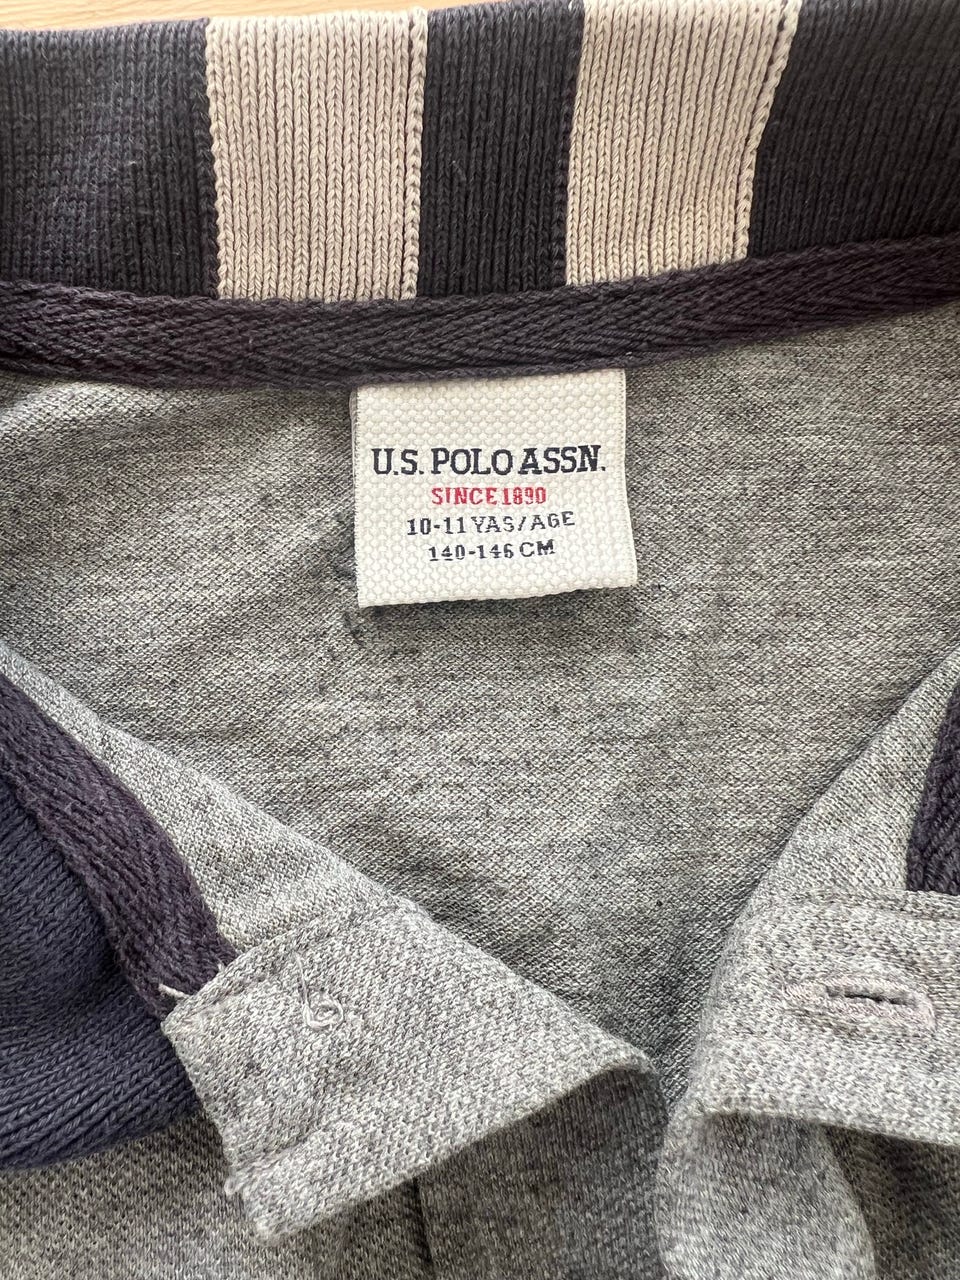 U.S. POLO ASSN.
SINCE 1890
10-11 YAS/AGE
140-146 CM